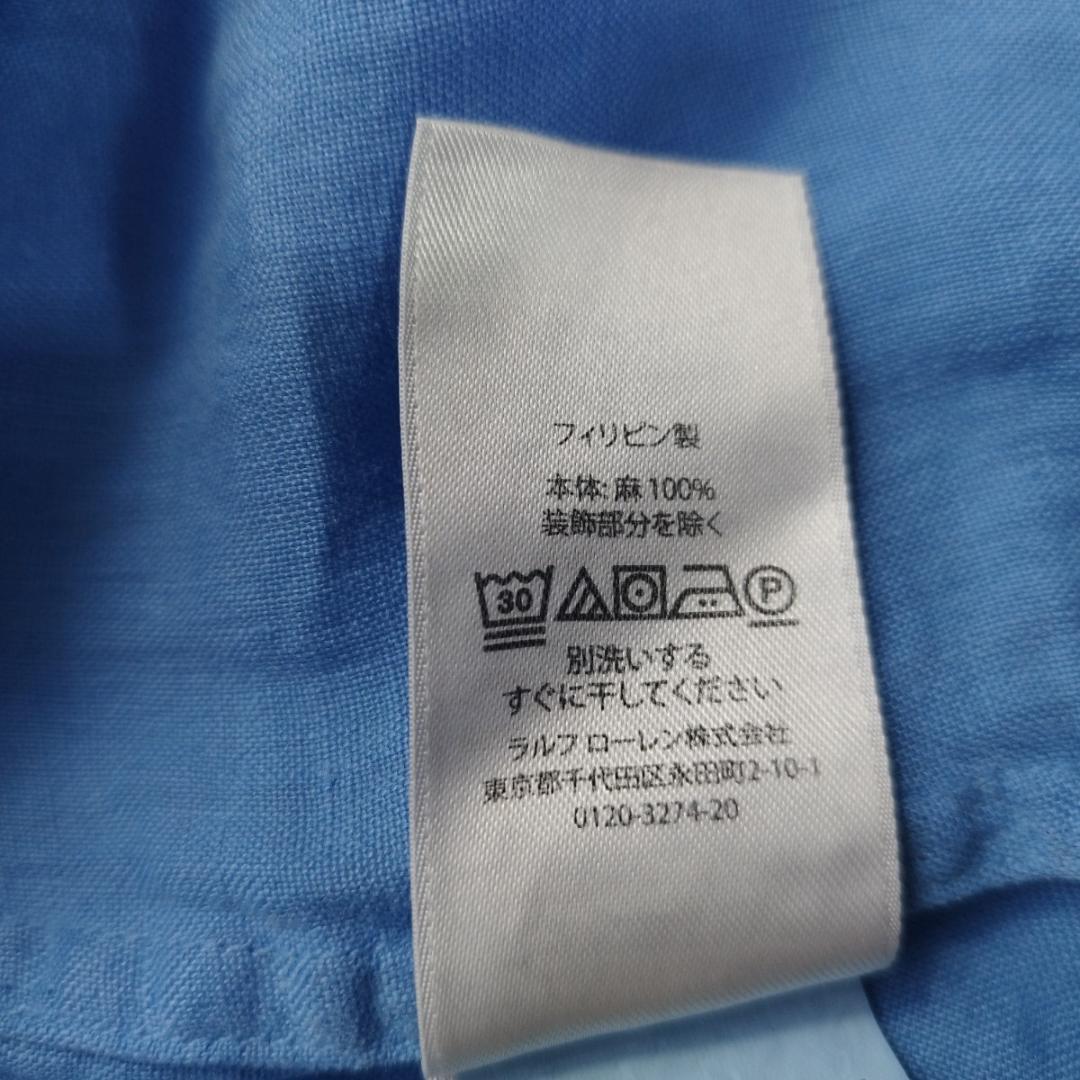 フィリピン製
本体: 麻 100%
装飾部分を除く
30 P
別洗いする
すぐに干してください
ラルフ ローレン株式会社
東京都千代田区永田町2-10-1
0120-3274-20